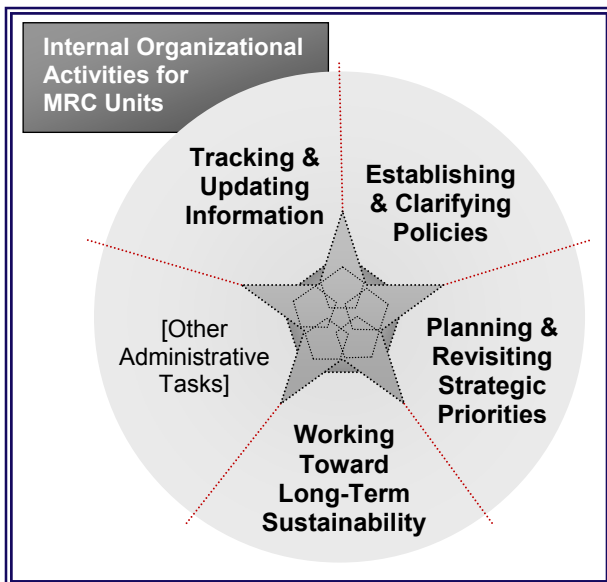 Internal Organizational
Activities for
MRC Units
Tracking &
Updating
Information
Establishing
& Clarifying
Policies
Planning &
Revisiting
Strategic
Priorities
Working
Toward
Long-Term
Sustainability
[Other
Administrative
Tasks]